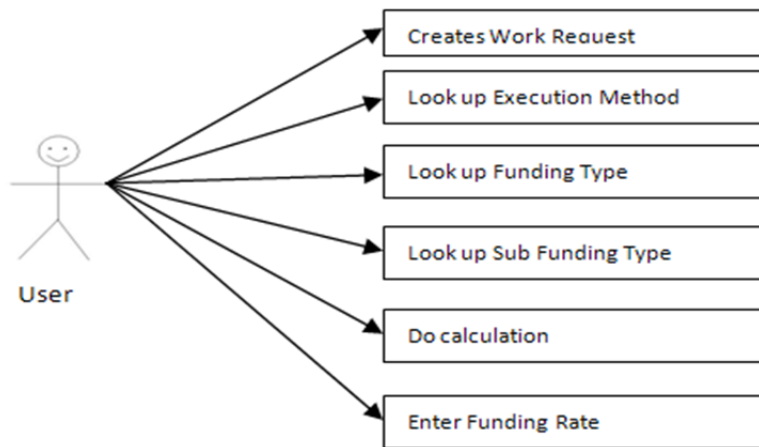 Creates Work Request
Look up Execution Method
Look up Funding Type
Look up Sub Funding Type
User
Do calculation
Enter Funding Rate